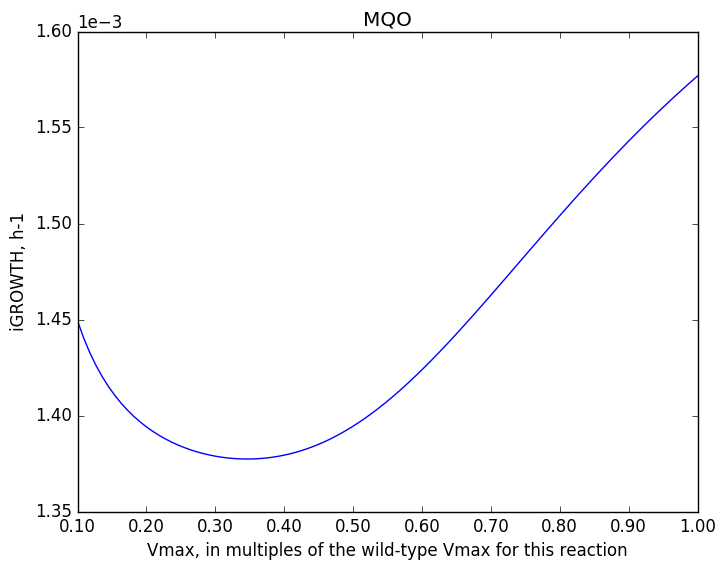 MQO
1e−3
1.60
1.55
1.50
1.45
1.40
1.35
iGROWTH, h-1
0.10 0.20 0.30 0.40 0.50 0.60 0.70 0.80 0.90 1.00
Vmax, in multiples of the wild-type Vmax for this reaction